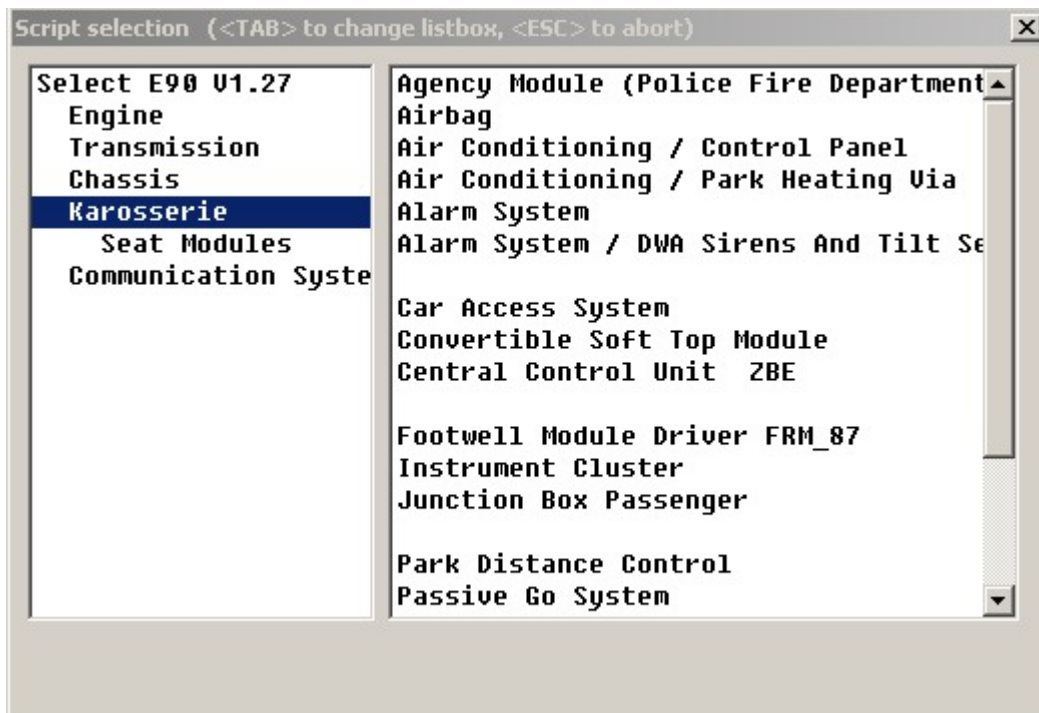 Script selection (<TAB> to change listbox, <ESC> to abort)
Select E90 V1.27
Engine
Transmission
Chassis
Karosserie
Seat Modules
Communication Syste
Agency Module (Police Fire Department
Airbag
Air Conditioning / Control Panel
Air Conditioning / Park Heating Via
Alarm System
Alarm System / DWA Sirens And Tilt Se
Car Access System
Convertible Soft Top Module
Central Control Unit ZBE
Footwell Module Driver FRM_87
Instrument Cluster
Junction Box Passenger
Park Distance Control
Passive Go System